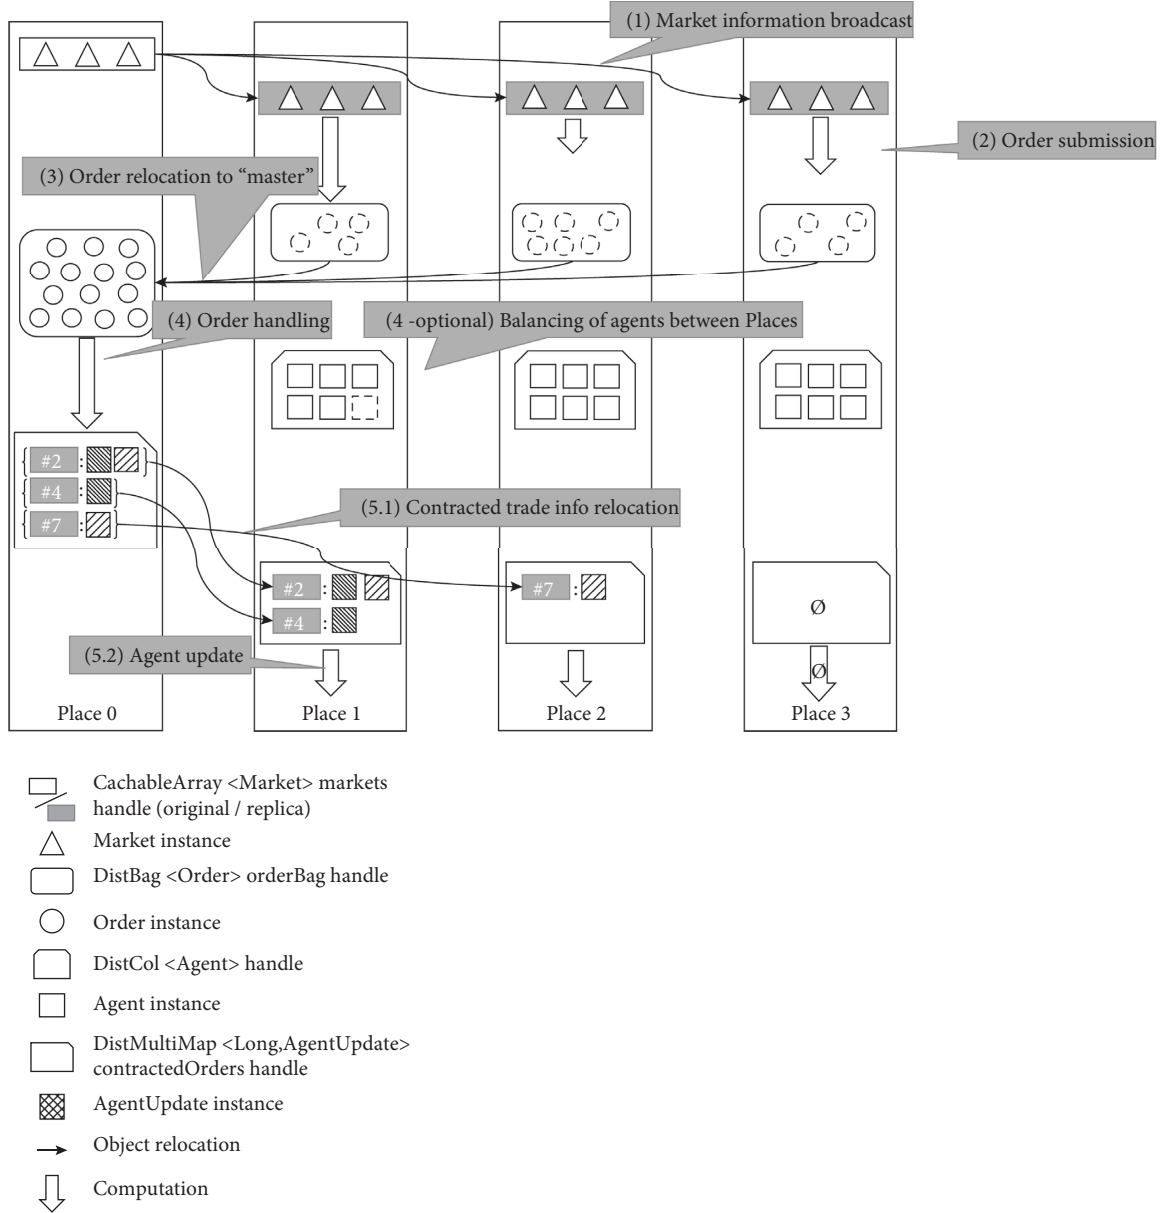 (1) Market information broadcast
(2) Order submission
(3) Order relocation to “master”
(4) Order handling
(4 -optional) Balancing of agents between Places
#2 :
#4 :
#7 :
(5.1) Contracted trade info relocation
#2 :
#4 :
#7 :
Ø
(5.2) Agent update
Ø
Place 0
Place 1
Place 2
Place 3
CachableArray <Market> markets
handle (original / replica)
Market instance
DistBag <Order> orderBag handle
Order instance
DistCol <Agent> handle
Agent instance
DistMultiMap <Long,AgentUpdate>
contractedOrders handle
AgentUpdate instance
Object relocation
Computation